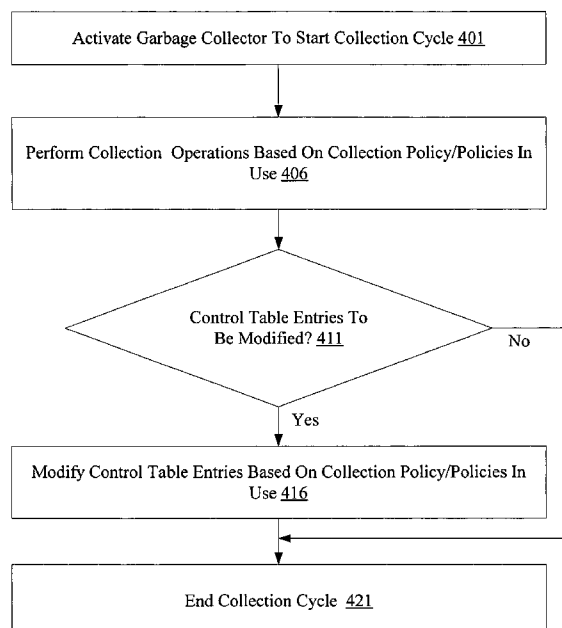 Activate Garbage Collector To Start Collection Cycle 401
Perform Collection Operations Based On Collection Policy/Policies In
Use 406
Control Table Entries To
Be Modified? 411
No
Yes
Modify Control Table Entries Based On Collection Policy/Policies In
Use 416
End Collection Cycle 421